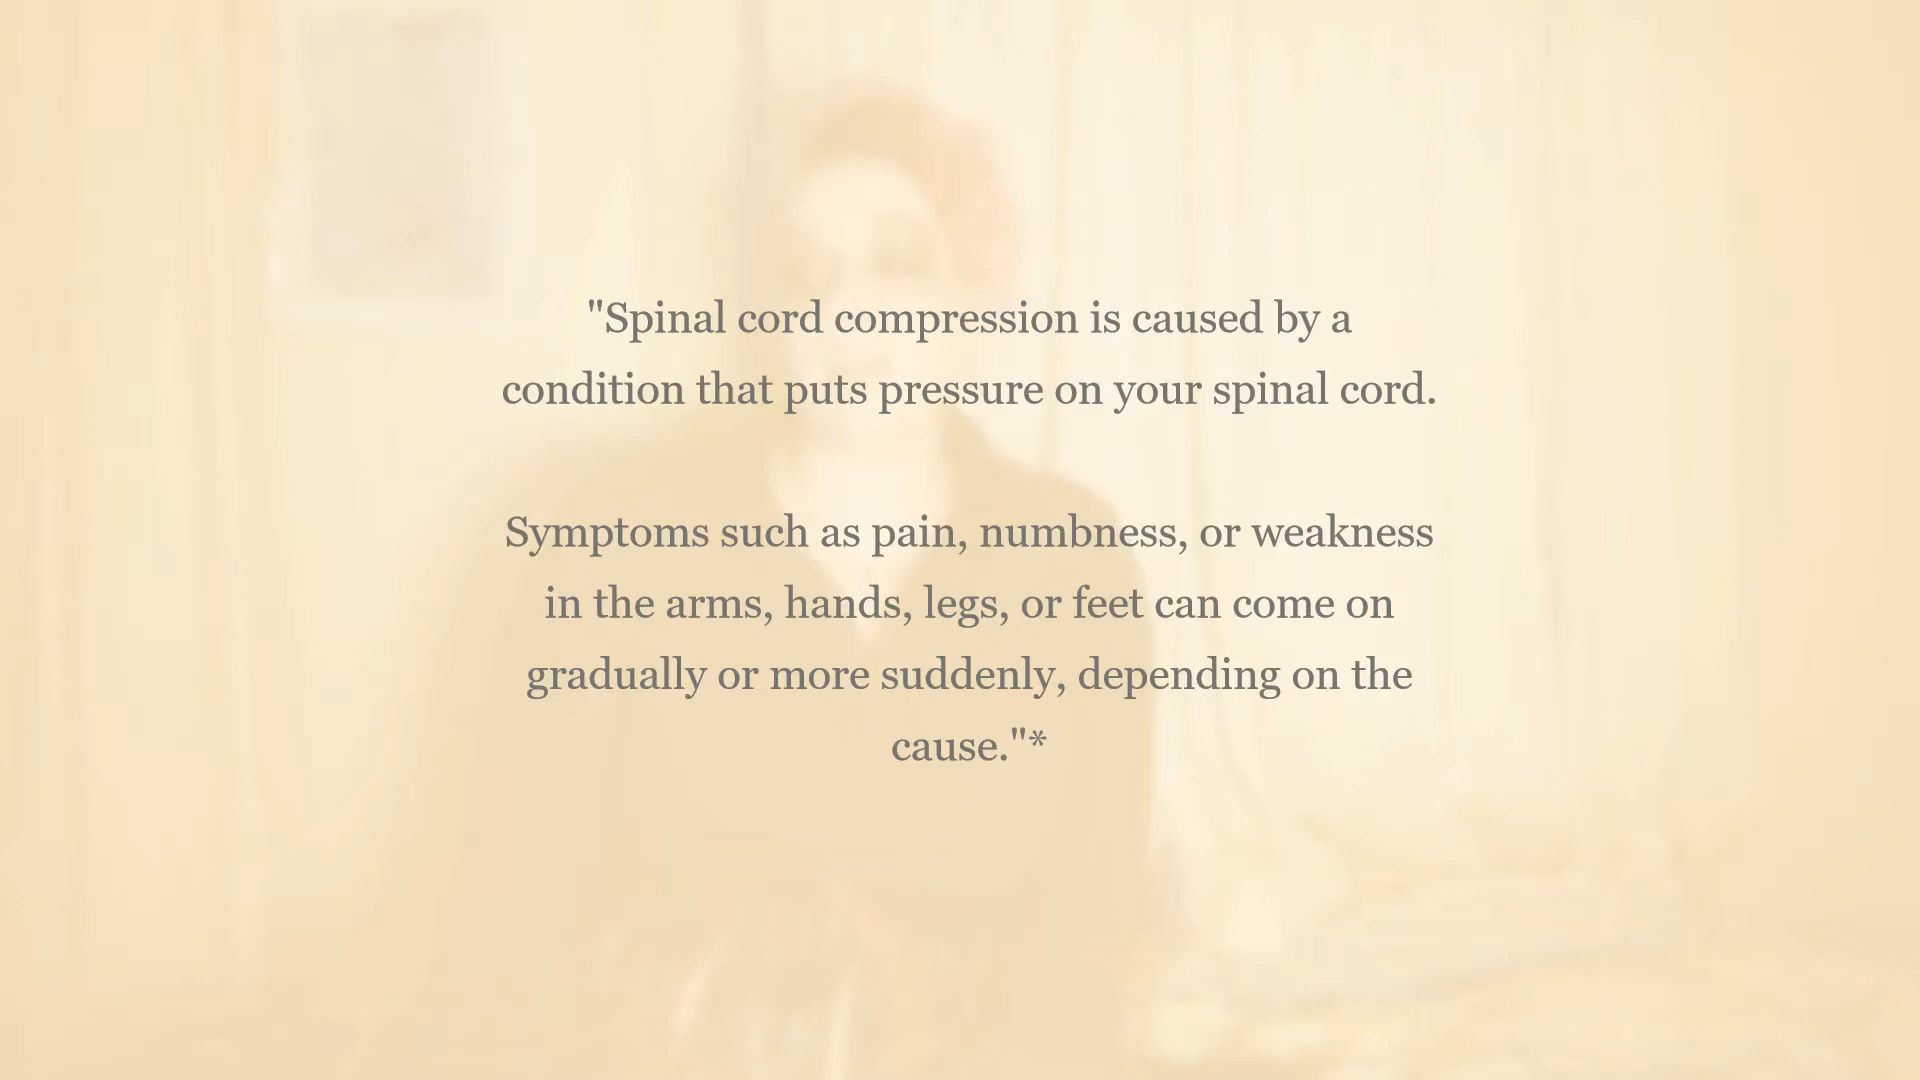 "Spinal cord compression is caused by a
condition that puts pressure on your spinal cord.
Symptoms such as pain, numbness, or weakness
in the arms, hands, legs, or feet can come on
gradually or more suddenly, depending on the
cause."*